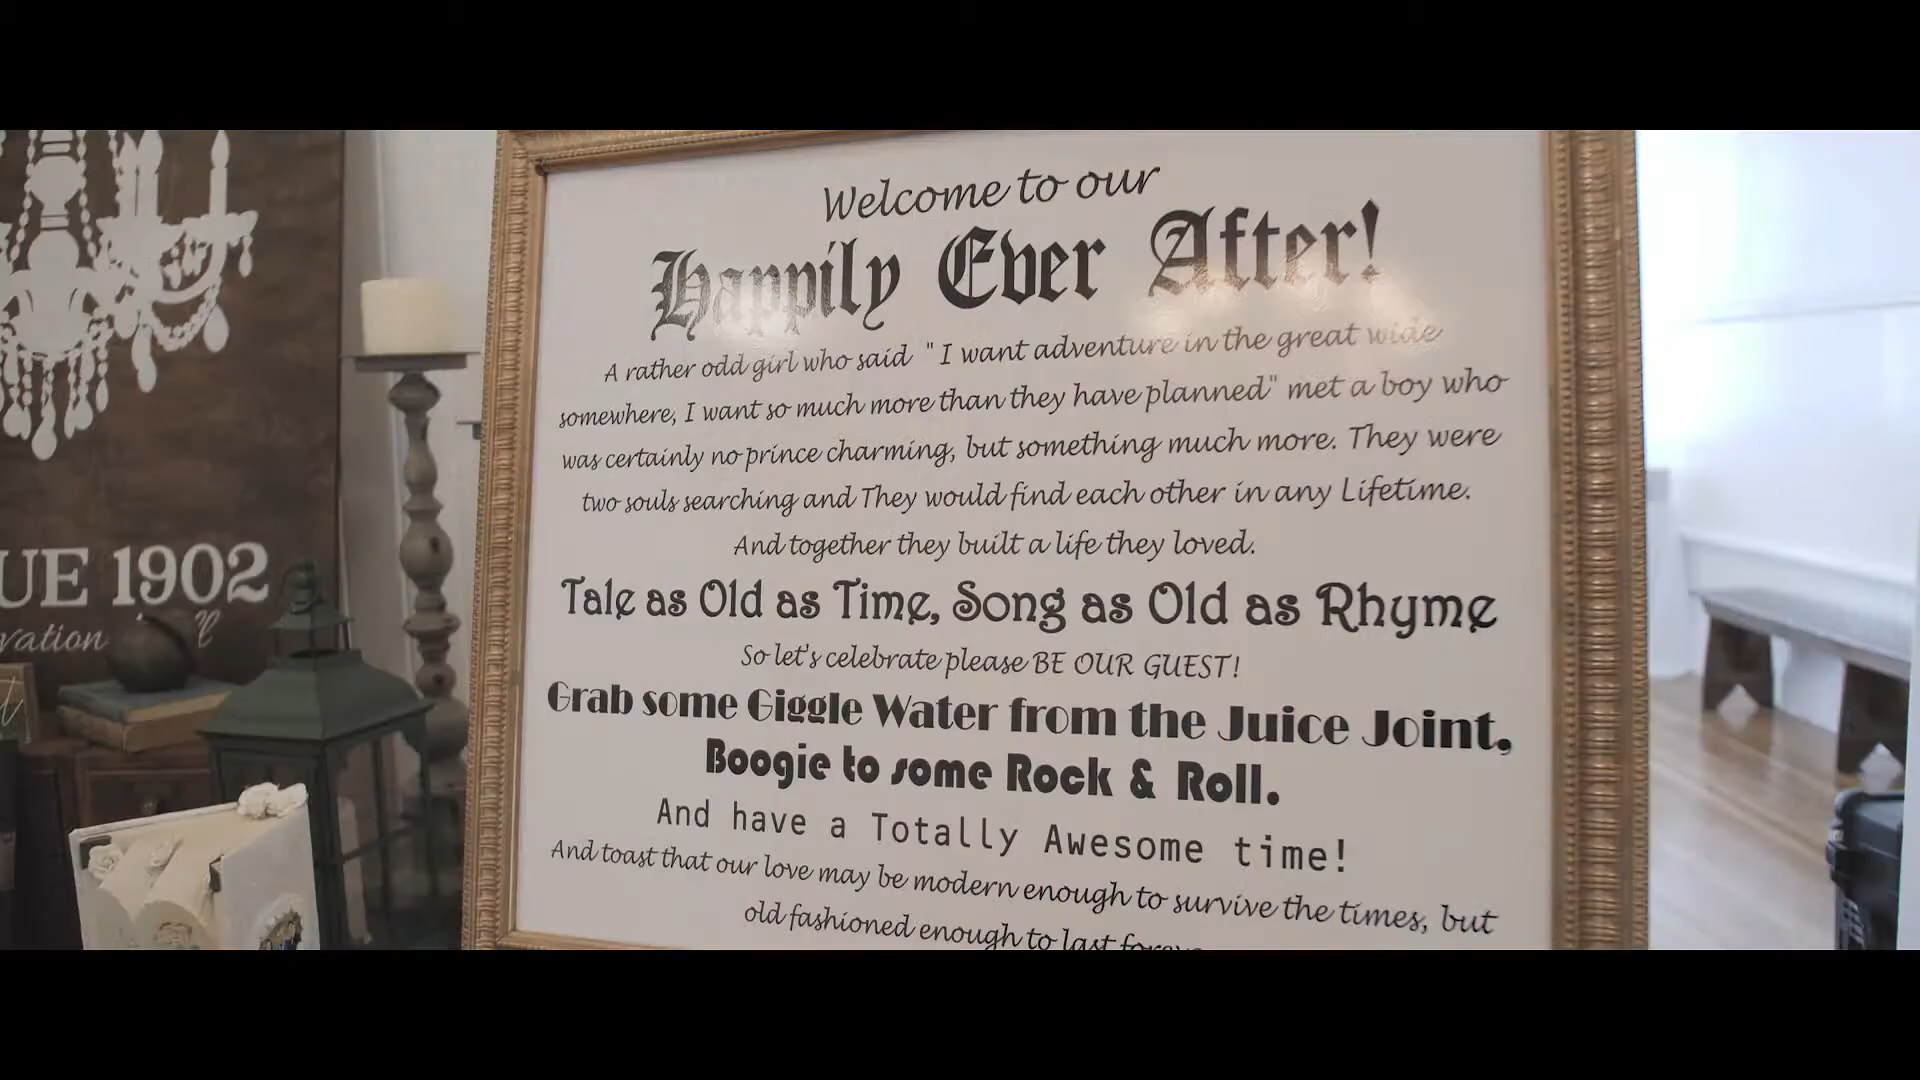 Welcome to our
Happily Ever After!
A rather odd girl who said " I want adventure in the great wide
somewhere, I want so much more than they have planned" met a boy who
was certainly no prince charming, but something much more. They were
two souls searching and They would find each other in any Lifetime.
And together they built a life they loved.
Tale as Old as Time, Song as Old as Rhyme
So let's celebrate please BE OUR GUEST!
Grab some Giggle Water from the Juice Joint,
Boogie to some Rock & Roll.
And have a Totally Awesome time!
And toast that our love may be modern enough to survive the times, but
old fashioned enough to last
UE 1902